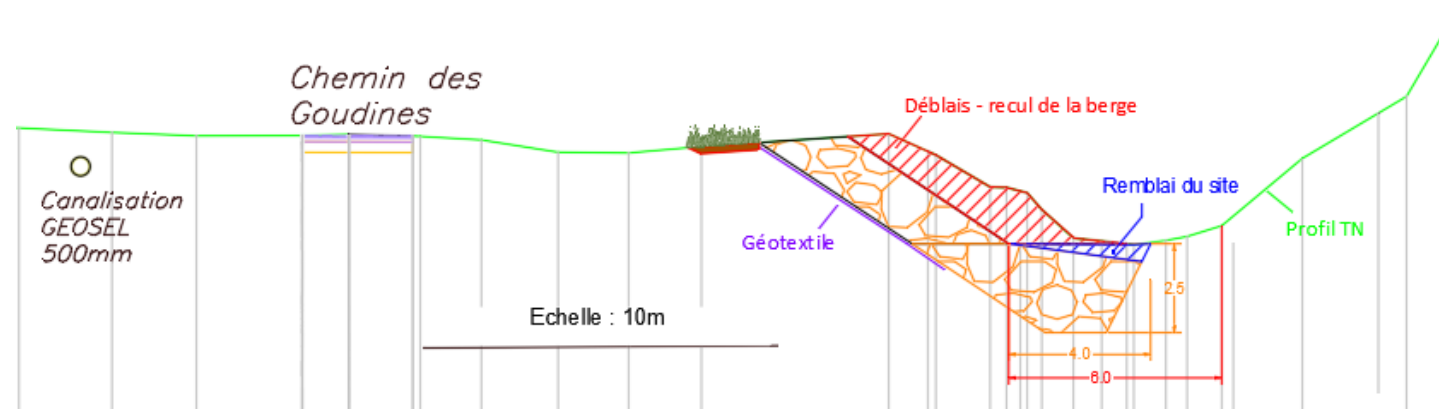 Chemin des
Goudines
Déblais - recul de la berge
Canalisation
GEOSEL
500mm
Remblai du site
Géotextile
Profil TN
2.5
Echelle : 10m
4.0
6.0